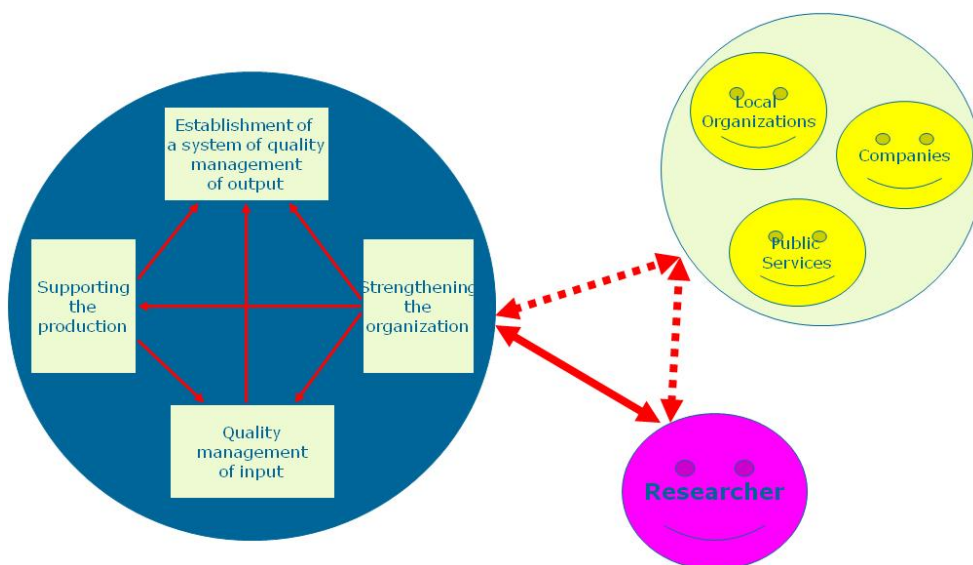 Establishment of
a system of quality
management
of output
Supporting
the
production
Strengthening
the
organization
Quality
management
of input
Local
Organizations
Companies
Public
Services
Researcher